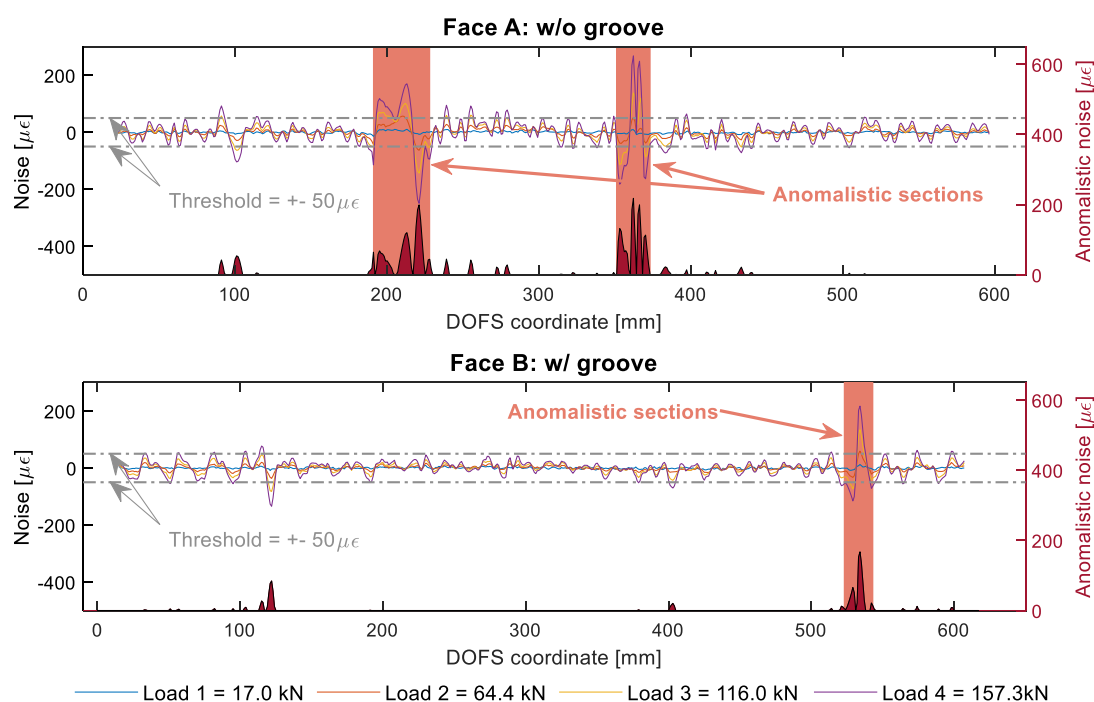 Face A: w/o groove
Noise [με]
200
0
-200
-400
600
400
200
0
Anomalistic noise [με]
Threshold = +- 50με
Anomalistic sections
0 100 200 300 400 500 600
DOFS coordinate [mm]
Face B: w/ groove
Noise [με]
200
0
-200
-400
600
400
200
0
Anomalistic noise [με]
Anomalistic sections
Threshold = +- 50με
0 100 200 300 400 500 600
DOFS coordinate [mm]
Load 1 = 17.0 kN Load 2 = 64.4 kN Load 3 = 116.0 kN Load 4 = 157.3kN